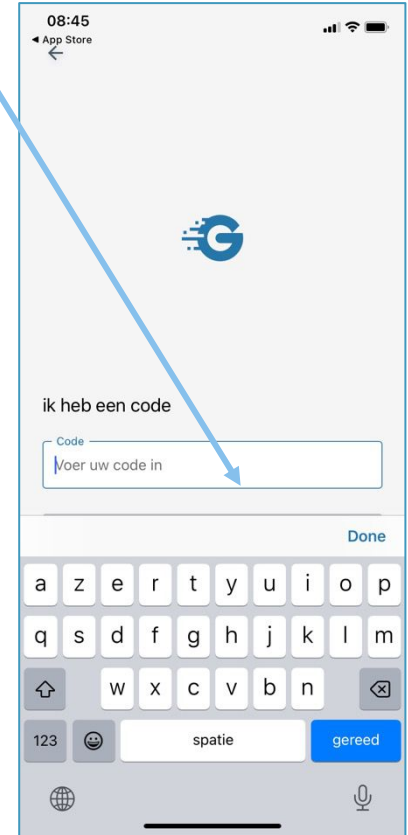 08:45
◀ App Store
G
ik heb een code
Code
Voer uw code in
Done
a z e r t y u i o p
q s d f g h j k l m
w x c v b n
123 spatie gereed